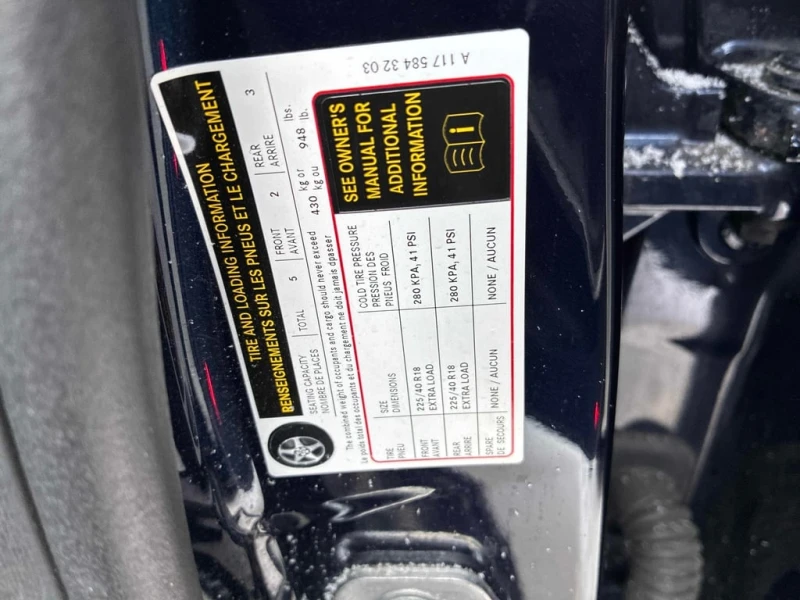 TIRE AND LOADING INFORMATION
RENSEIGNEMENTS SUR LES PNEUS ET LE CHARGEMENT
SEATING CAPACITY
NOMBRE DE PLACES
TOTAL 5
FRONT
AVANT
2
REAR
ARRIERE
3
The combined weight of occupants and cargo should never exceed 430 kg or 948 lbs.
Le poids total des occupants et du chargement ne doit jamais dpasser kg ou lb.
TIRE
PNEU
SIZE
DIMENSIONS
COLD TIRE PRESSURE
PRESSION DES
PNEUS FROID
FRONT
AVANT
225/40 R18
EXTRA LOAD
280 KPA, 41 PSI
REAR
ARRIRE
225/40 R18
EXTRA LOAD
280 KPA, 41 PSI
SPARE
DE SECOURS
NONE / AUCUN
NONE / AUCUN
SEE OWNER'S
MANUAL FOR
ADDITIONAL
INFORMATION
i
A 117 584 32 03